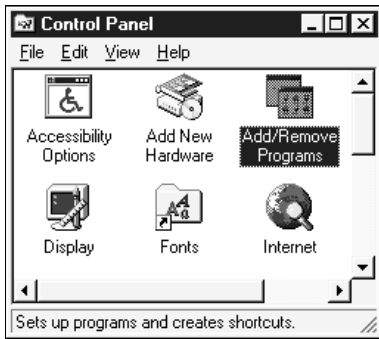 Control Panel
File Edit View Help
Accessibility
Options
Add New
Hardware
Add/Remove
Programs
Display
Fonts
Internet
Sets up programs and creates shortcuts.